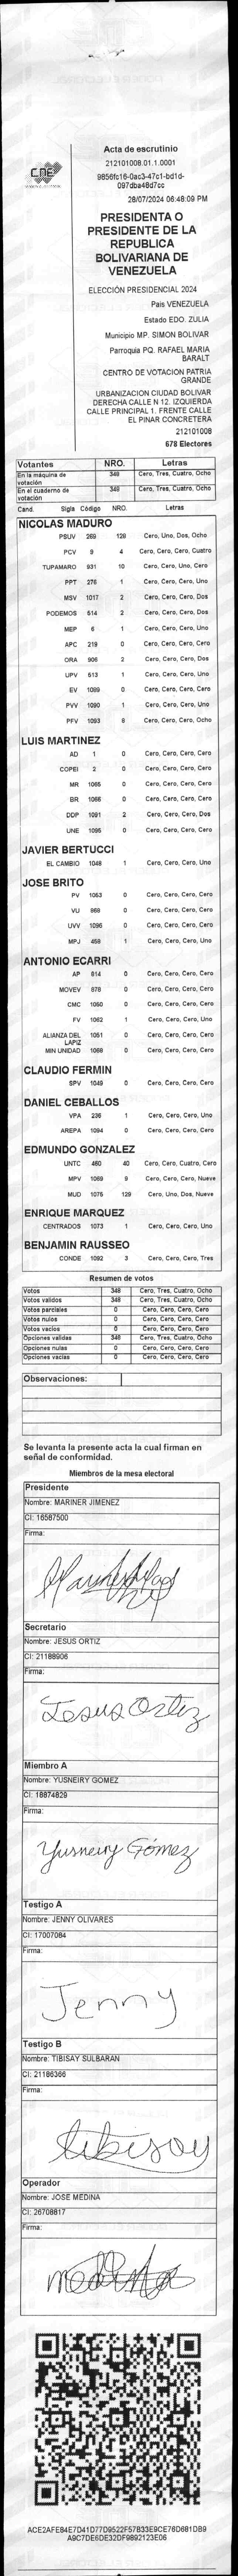 CNE
Acta de escrutinio
212101008.01.1.0001
9856fc16-0ac3-47c1-bd1d-
097dba48d7cc
28/07/2024 06:48:09 PM
PRESIDENTA O
PRESIDENTE DE LA
REPUBLICA
BOLIVARIANA DE
VENEZUELA
ELECCIÓN PRESIDENCIAL 2024
Pais VENEZUELA
Estado EDO. ZULIA
Municipio MP. SIMON BOLIVAR
Parroquia PQ. RAFAEL MARIA
BARALT
CENTRO DE VOTACION PATRIA
GRANDE
URBANIZACION CIUDAD BOLIVAR
DERECHA CALLE N 12. IZQUIERDA
CALLE PRINCIPAL 1. FRENTE CALLE
EL PINAR CONCRETERA
212101008
678 Electores
Votantes NRO. Letras
En la máquina de votación 348 Cero, Tres, Cuatro, Ocho
En el cuaderno de votación 348 Cero, Tres, Cuatro, Ocho
Cand. Sigla Código NRO. Letras
NICOLAS MADURO
PSUV 269 128 Cero, Uno, Dos, Ocho
PCV 9 4 Cero, Cero, Cero, Cuatro
TUPAMARO 931 10 Cero, Cero, Uno, Cero
PPT 276 1 Cero, Cero, Cero, Uno
MSV 1017 2 Cero, Cero, Cero, Dos
PODEMOS 514 2 Cero, Cero, Cero, Dos
MEP 6 1 Cero, Cero, Cero, Uno
APC 219 0 Cero, Cero, Cero, Cero
ORA 906 2 Cero, Cero, Cero, Dos
UPV 513 1 Cero, Cero, Cero, Uno
EV 1099 0 Cero, Cero, Cero, Cero
PVV 1090 1 Cero, Cero, Cero, Uno
PFV 1093 8 Cero, Cero, Cero, Ocho
LUIS MARTINEZ
AD 1 0 Cero, Cero, Cero, Cero
COPEI 2 0 Cero, Cero, Cero, Cero
MR 1065 0 Cero, Cero, Cero, Cero
BR 1066 0 Cero, Cero, Cero, Cero
DDP 1091 2 Cero, Cero, Cero, Dos
UNE 1095 0 Cero, Cero, Cero, Cero
JAVIER BERTUCCI
EL CAMBIO 1048 1 Cero, Cero, Cero, Uno
JOSE BRITO
PV 1053 0 Cero, Cero, Cero, Cero
VU 868 0 Cero, Cero, Cero, Cero
UVV 1096 0 Cero, Cero, Cero, Cero
MPJ 458 1 Cero, Cero, Cero, Uno
ANTONIO ECARRI
AP 814 0 Cero, Cero, Cero, Cero
MOVEV 878 0 Cero, Cero, Cero, Cero
CMC 1050 0 Cero, Cero, Cero, Cero
FV 1062 1 Cero, Cero, Cero, Uno
ALIANZA DEL LAPIZ 1051 0 Cero, Cero, Cero, Cero
MIN UNIDAD 1068 0 Cero, Cero, Cero, Cero
CLAUDIO FERMIN
SPV 1049 0 Cero, Cero, Cero, Cero
DANIEL CEBALLOS
VPA 236 1 Cero, Cero, Cero, Uno
AREPA 1094 0 Cero, Cero, Cero, Cero
EDMUNDO GONZALEZ
UNTC 460 40 Cero, Cero, Cuatro, Cero
MPV 1069 9 Cero, Cero, Cero, Nueve
MUD 1075 129 Cero, Uno, Dos, Nueve
ENRIQUE MARQUEZ
CENTRADOS 1073 1 Cero, Cero, Cero, Uno
BENJAMIN RAUSSEO
CONDE 1092 3 Cero, Cero, Cero, Tres
Resumen de votos
Votos 348 Cero, Tres, Cuatro, Ocho
Votos validos 348 Cero, Tres, Cuatro, Ocho
Votos parciales 0 Cero, Cero, Cero, Cero
Votos nulos 0 Cero, Cero, Cero, Cero
Votos vacios 0 Cero, Cero, Cero, Cero
Opciones validas 348 Cero, Tres, Cuatro, Ocho
Opciones nulas 0 Cero, Cero, Cero, Cero
Opciones vacias 0 Cero, Cero, Cero, Cero
Observaciones:
Se levanta la presente acta la cual firman en
señal de conformidad.
Miembros de la mesa electoral
Presidente
Nombre: MARINER JIMENEZ
CI: 16587500
Firma:
Secretario
Nombre: JESUS ORTIZ
CI: 21188906
Firma:
Jesus Ortiz
Miembro A
Nombre: YUSNEIRY GOMEZ
CI: 18874829
Firma:
Yusneiry Gómez
Testigo A
Nombre: JENNY OLIVARES
CI: 17007084
Firma:
Jenny
Testigo B
Nombre: TIBISAY SULBARAN
CI: 21186366
Firma:
tibisay
Operador
Nombre: JOSE MEDINA
CI: 26708817
Firma:
ACE2AFE84E7D41D77D9522F57B33E9CE76D681DB9
A9C7DE6DE32DF9892123E06